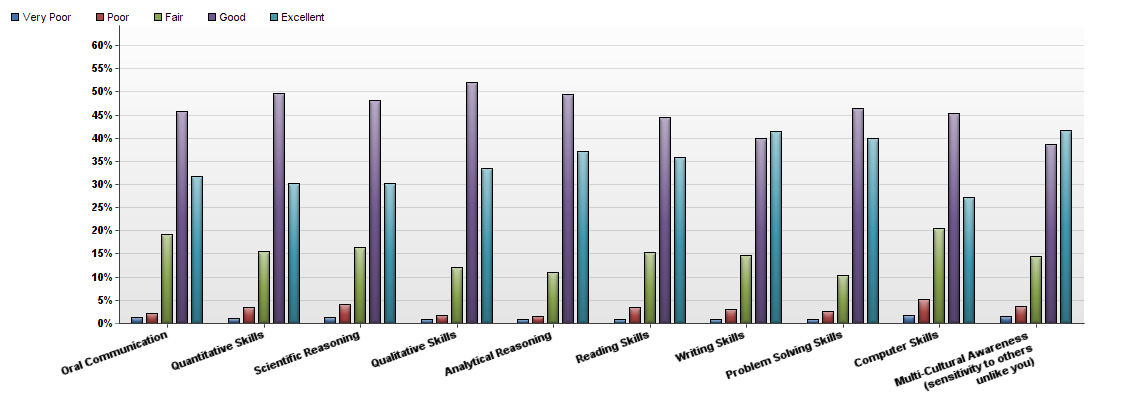 Very Poor Poor Fair Good Excellent
60%
55%
50%
45%
40%
35%
30%
25%
20%
15%
10%
5%
0%
Oral Communication
Quantitative Skills
Scientific Reasoning
Qualitative Skills
Analytical Reasoning
Reading Skills
Writing Skills
Problem Solving Skills
Computer Skills
Multi-Cultural Awareness
(sensitivity to others
unlike you)